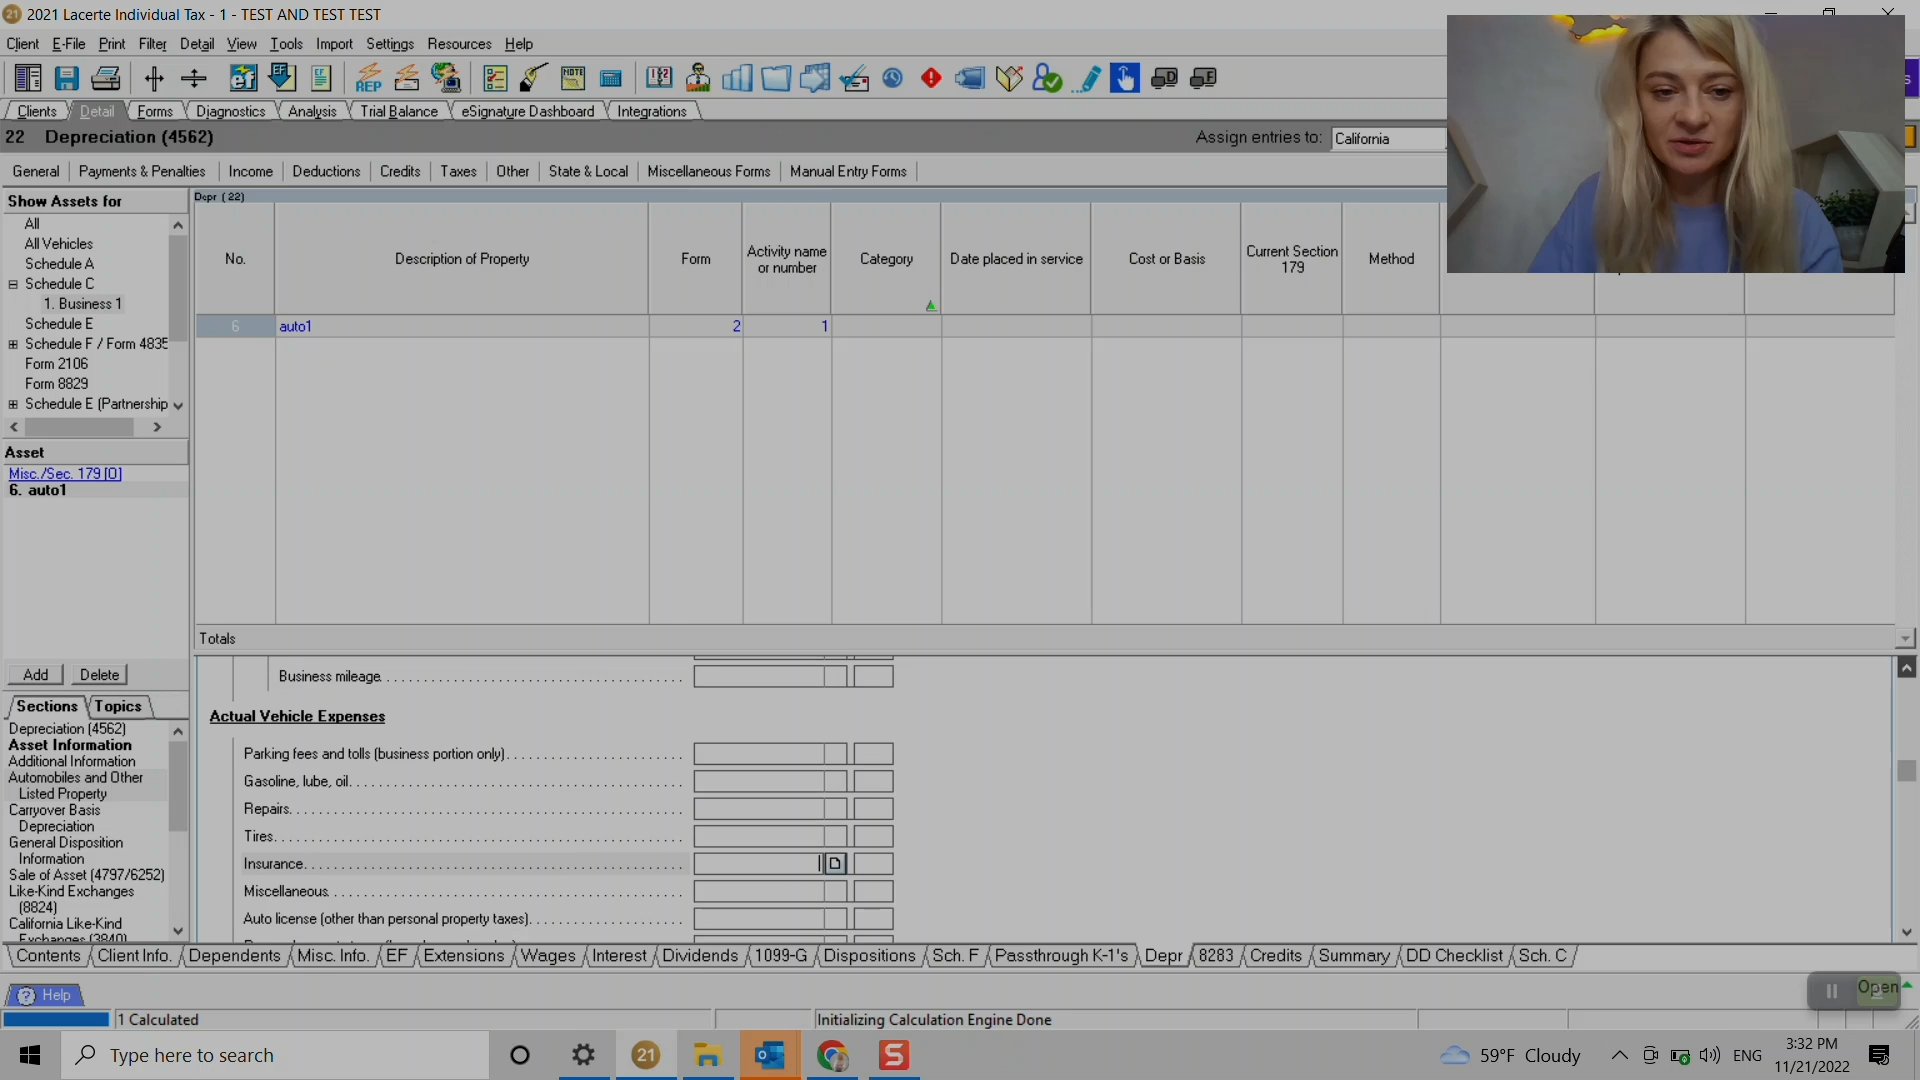 2021 Lacerte Individual Tax - 1 - TEST AND TEST TEST
Client E-File Print Filter Detail View Tools Import Settings Resources Help
Clients Detail Forms Diagnostics Analysis Trial Balance eSignature Dashboard Integrations
22 Depreciation (4562) Assign entries to: California
General Payments & Penalties Income Deductions Credits Taxes Other State & Local Miscellaneous Forms Manual Entry Forms
Show Assets for
All
All Vehicles
Schedule A
Schedule C
1. Business 1
Schedule E
Schedule F / Form 4835
Form 2106
Form 8829
Schedule E (Partnership
Asset
Misc./Sec. 179 [O]
6. auto1
Add Delete
Sections Topics
Depreciation (4562)
Asset Information
Additional Information
Automobiles and Other
Listed Property
Carryover Basis
Depreciation
General Disposition
Information
Sale of Asset (4797/6252)
Like-Kind Exchanges
(8824)
California Like-Kind
Exchanges (3840)
Depr ( 22)
No. Description of Property Form Activity name or number Category Date placed in service Cost or Basis Current Section 179 Method
6 auto1 2 1
Totals
Business mileage
Actual Vehicle Expenses
Parking fees and tolls (business portion only)
Gasoline, lube, oil
Repairs
Tires
Insurance
Miscellaneous
Auto license (other than personal property taxes)
Contents Client Info. Dependents Misc. Info. EF Extensions Wages Interest Dividends 1099-G Dispositions Sch. F Passthrough K-1's Depr 8283 Credits Summary DD Checklist Sch. C
Help
Open
1 Calculated Initializing Calculation Engine Done
Type here to search
21
59°F Cloudy
ENG
3:32 PM
11/21/2022